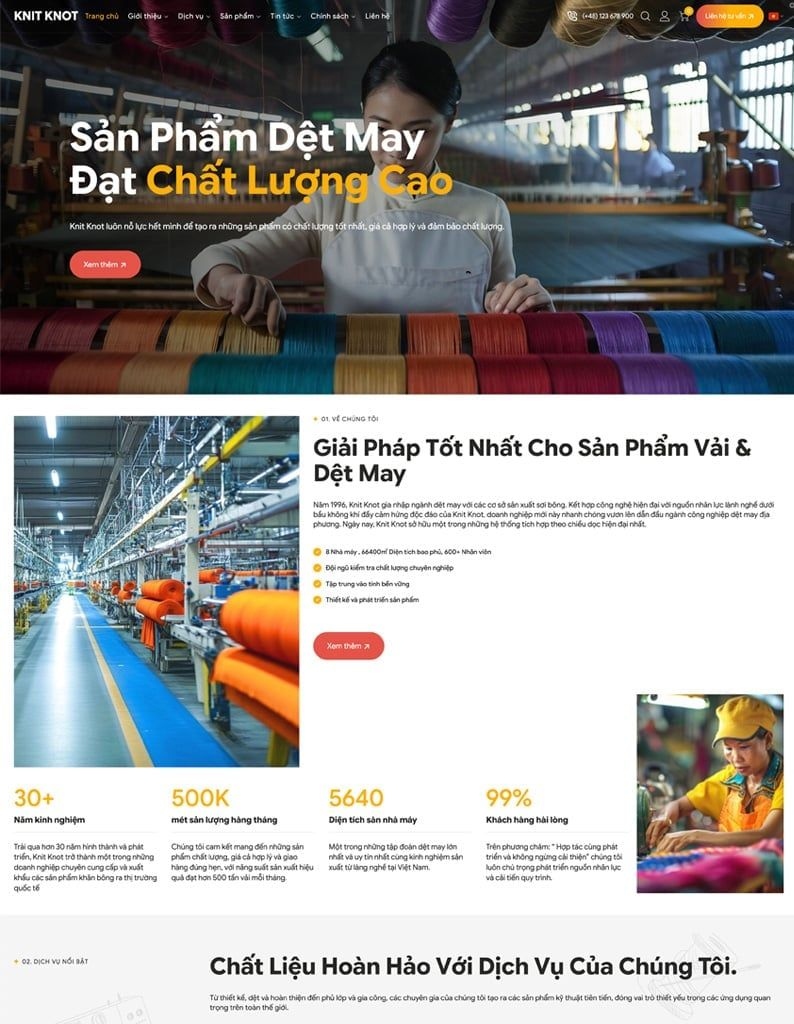 KNIT KNOT Trang chủ Giới thiệu Dịch vụ Sản phẩm Tin tức Chính sách Liên hệ (+48) 123 678 900 0 Liên hệ tư vấn
Sản Phẩm Dệt May
Đạt Chất Lượng Cao
Knit Knot luôn nỗ lực hết mình để tạo ra những sản phẩm có chất lượng tốt nhất, giá cả hợp lý và đảm bảo chất lượng.
Xem thêm
01. VỀ CHÚNG TÔI
Giải Pháp Tốt Nhất Cho Sản Phẩm Vải &
Dệt May
Năm 1996, Knit Knot gia nhập ngành dệt may với các cơ sở sản xuất sợi bông. Kết hợp công nghệ hiện đại với nguồn nhân lực lành nghề dưới
bầu không khí đầy cảm hứng độc đáo của Knit Knot, doanh nghiệp mới này nhanh chóng vươn lên dẫn đầu ngành công nghiệp dệt may địa
phương. Ngày nay, Knit Knot sở hữu một trong những hệ thống tích hợp theo chiều dọc hiện đại nhất.
8 Nhà máy , 66400㎡ Diện tích bao phủ, 600+ Nhân viên
Đội ngũ kiểm tra chất lượng chuyên nghiệp
Tập trung vào tính bền vững
Thiết kế và phát triển sản phẩm
Xem thêm
30+
Năm kinh nghiệm
Trải qua hơn 30 năm hình thành và phát
triển, Knit Knot trở thành một trong những
doanh nghiệp chuyên cung cấp và xuất
khẩu các sản phẩm khăn bông ra thị trường
quốc tế
500K
mét sản lượng hàng tháng
Chúng tôi cam kết mang đến những sản
phẩm chất lượng, giá cả hợp lý và giao
hàng đúng hẹn, với năng suất sản xuất hiệu
quả đạt hơn 500 tấn vải mỗi tháng.
5640
Diện tích sàn nhà máy
Một trong những tập đoàn dệt may lớn
nhất và uy tín nhất cùng kinh nghiệm sản
xuất từ làng nghề tại Việt Nam.
99%
Khách hàng hài lòng
Trên phương châm: " Hợp tác cùng phát
triển và không ngừng cải thiện" chúng tôi
luôn chú trọng phát triển nguồn nhân lực
và cải tiến quy trình.
02. DỊCH VỤ NỔI BẬT
Chất Liệu Hoàn Hảo Với Dịch Vụ Của Chúng Tôi.
Từ thiết kế, dệt và hoàn thiện đến phủ lớp và gia công, các chuyên gia của chúng tôi tạo ra các sản phẩm kỹ thuật tiên tiến, đóng vai trò thiết yếu trong các ứng dụng quan
trọng trên toàn thế giới.